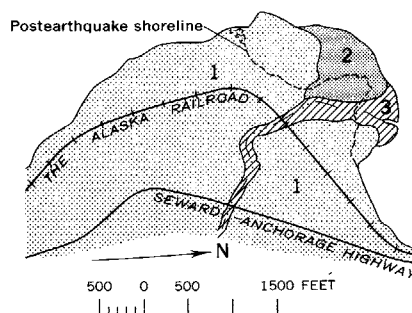 Postearthquake shoreline
2
3
1
THE ALASKA RAILROAD
1
SEWARD-ANCHORAGE HIGHWAY
N
500 0 500 1500 FEET